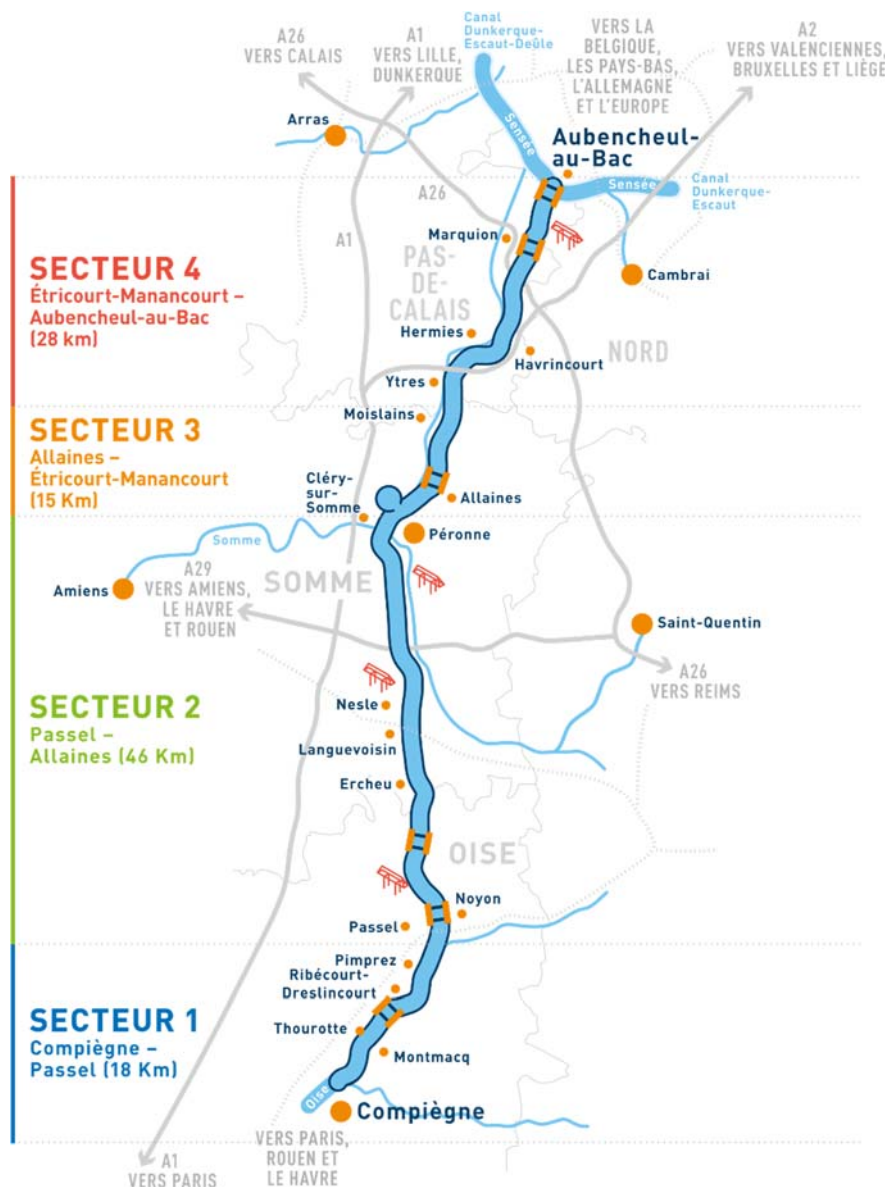 A26
VERS CALAIS
A1
VERS LILLE,
DUNKERQUE
Canal
Dunkerque-
Escaut-Deûle
VERS LA
BELGIQUE,
LES PAYS-BAS,
L'ALLEMAGNE
ET L'EUROPE
A2
VERS VALENCIENNES,
BRUXELLES ET LIÈGE
Arras
Sensée
Aubencheul-
au-Bac
Sensée
Canal
Dunkerque-
Escaut
A26
A1
Marquion
PAS-
DE-
CALAIS
Cambrai
SECTEUR 4
Étricourt-Manancourt –
Aubencheul-au-Bac
(28 km)
Hermies
NORD
Havrincourt
Ytres
Moislains
SECTEUR 3
Allaines –
Étricourt-Manancourt
(15 Km)
Cléry-
sur-
Somme
Allaines
Péronne
Somme
Amiens
A29
VERS AMIENS,
LE HAVRE
ET ROUEN
SOMME
Saint-Quentin
A26
VERS REIMS
SECTEUR 2
Passel –
Allaines (46 Km)
Nesle
Languevoisin
Ercheu
OISE
Noyon
Passel
Pimprez
Ribécourt-
Dreslincourt
SECTEUR 1
Compiègne –
Passel (18 Km)
Thourotte
Montmacq
Oise
Compiègne
VERS PARIS,
ROUEN ET
LE HAVRE
A1
VERS PARIS